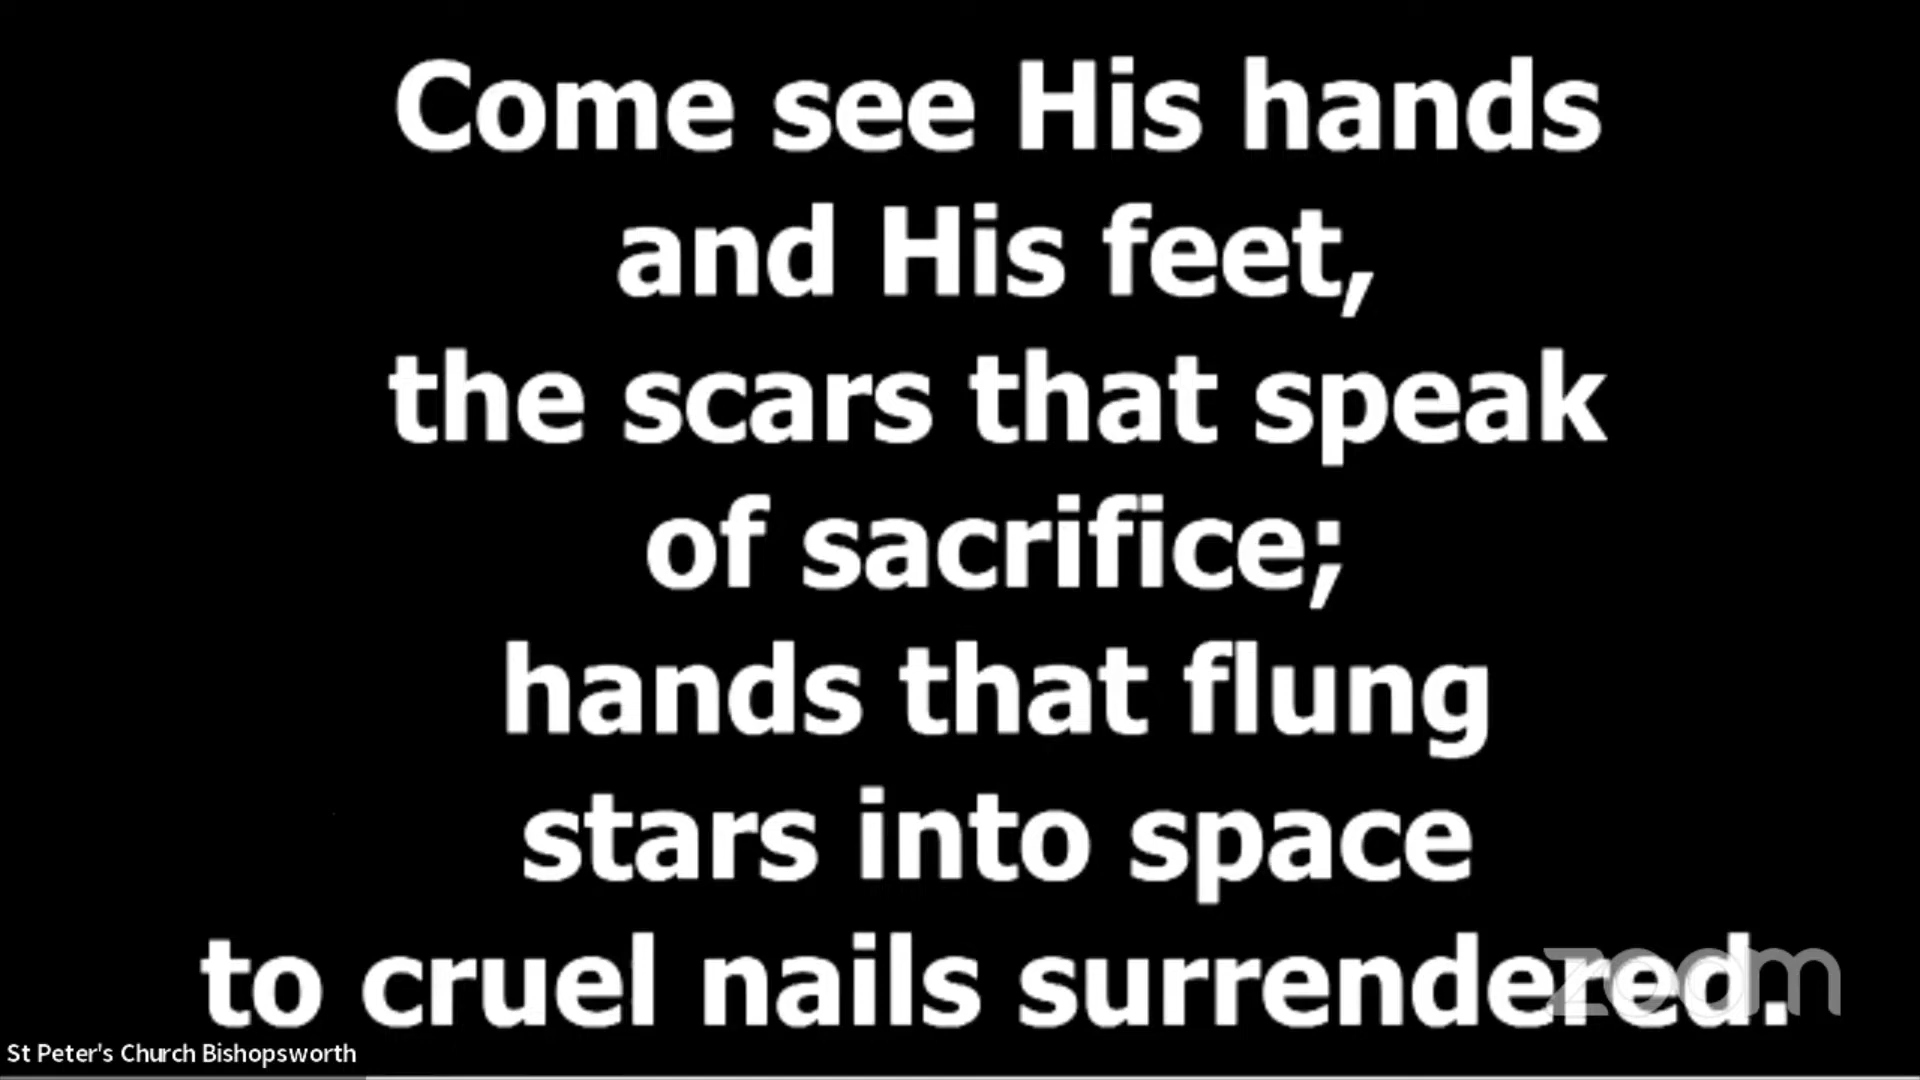 Come see His hands
and His feet,
the scars that speak
of sacrifice;
hands that flung
stars into space
to cruel nails surrendered.
zoom
St Peter's Church Bishopsworth